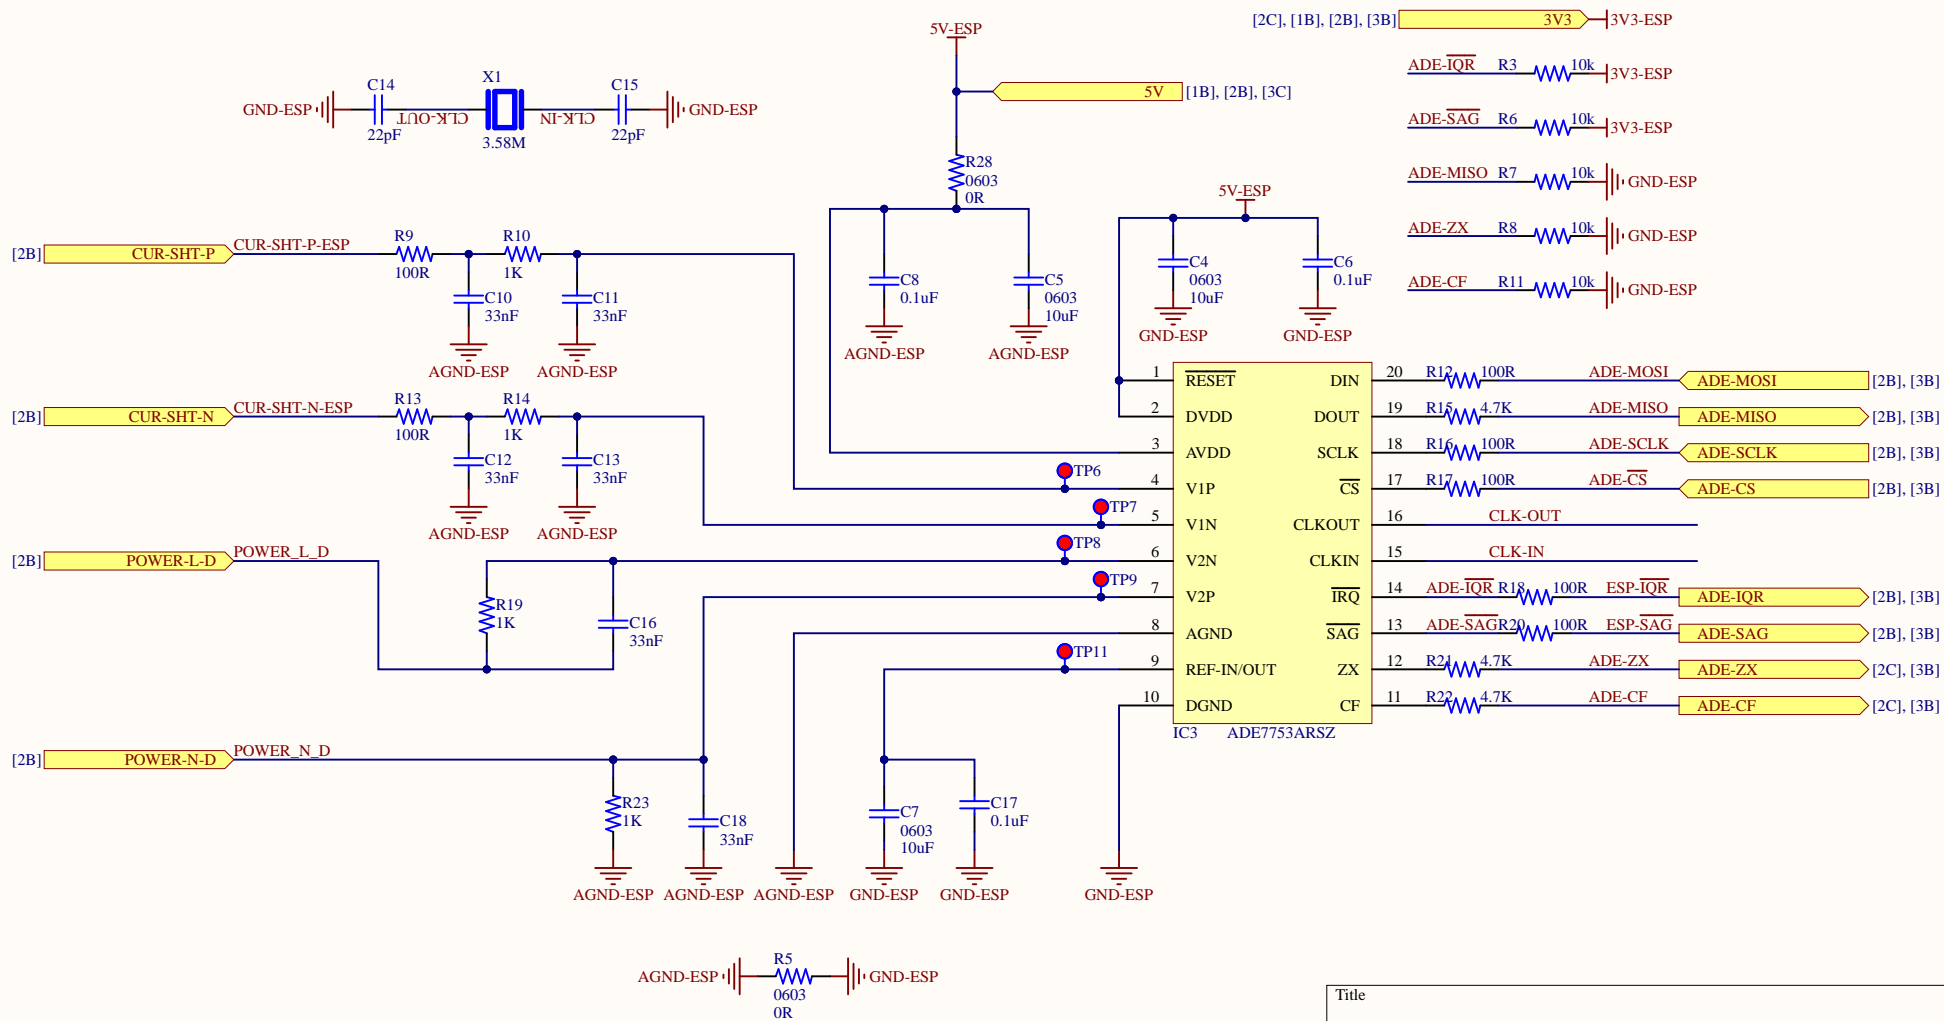 [2C], [1B], [2B], [3B] 3V3 3V3-ESP
5V-ESP
ADE-IQR R3 10k 3V3-ESP
C14 X1 C15
5V [1B], [2B], [3C]
GND-ESP CLK-OUT CLK-IN GND-ESP
22pF 3.58M 22pF
ADE-SAG R6 10k 3V3-ESP
R28
0603
0R
ADE-MISO R7 10k GND-ESP
5V-ESP
ADE-ZX R8 10k GND-ESP
[2B] CUR-SHT-P CUR-SHT-P-ESP R9 R10
100R 1K
C10
33nF
C11
33nF
AGND-ESP AGND-ESP
C8
0.1uF
C5
0603
10uF
AGND-ESP AGND-ESP
C4
0603
10uF
C6
0.1uF
GND-ESP GND-ESP
ADE-CF R11 10k GND-ESP
[2B] CUR-SHT-N CUR-SHT-N-ESP R13 R14
100R 1K
C12
33nF
C13
33nF
AGND-ESP AGND-ESP
1 RESET DIN 20 R12 100R ADE-MOSI ADE-MOSI [2B], [3B]
2 DVDD DOUT 19 R15 4.7K ADE-MISO ADE-MISO [2B], [3B]
3 AVDD SCLK 18 R16 100R ADE-SCLK ADE-SCLK [2B], [3B]
TP6
4 V1P CS 17 R17 100R ADE-CS ADE-CS [2B], [3B]
TP7
5 V1N CLKOUT 16 CLK-OUT
TP8
6 V2N CLKIN 15 CLK-IN
TP9
7 V2P IRQ 14 ADE-IQR R18 100R ESP-IQR ADE-IQR [2B], [3B]
8 AGND SAG 13 ADE-SAG R20 100R ESP-SAG ADE-SAG [2B], [3B]
TP11
9 REF-IN/OUT ZX 12 R21 4.7K ADE-ZX ADE-ZX [2C], [3B]
10 DGND CF 11 R22 4.7K ADE-CF ADE-CF [2C], [3B]
IC3 ADE7753ARSZ
[2B] POWER-L-D POWER_L_D
R19
1K
C16
33nF
[2B] POWER-N-D POWER_N_D
R23
1K
C18
33nF
C7
0603
10uF
C17
0.1uF
AGND-ESP AGND-ESP AGND-ESP GND-ESP GND-ESP GND-ESP
R5
AGND-ESP GND-ESP
0603
0R
Title